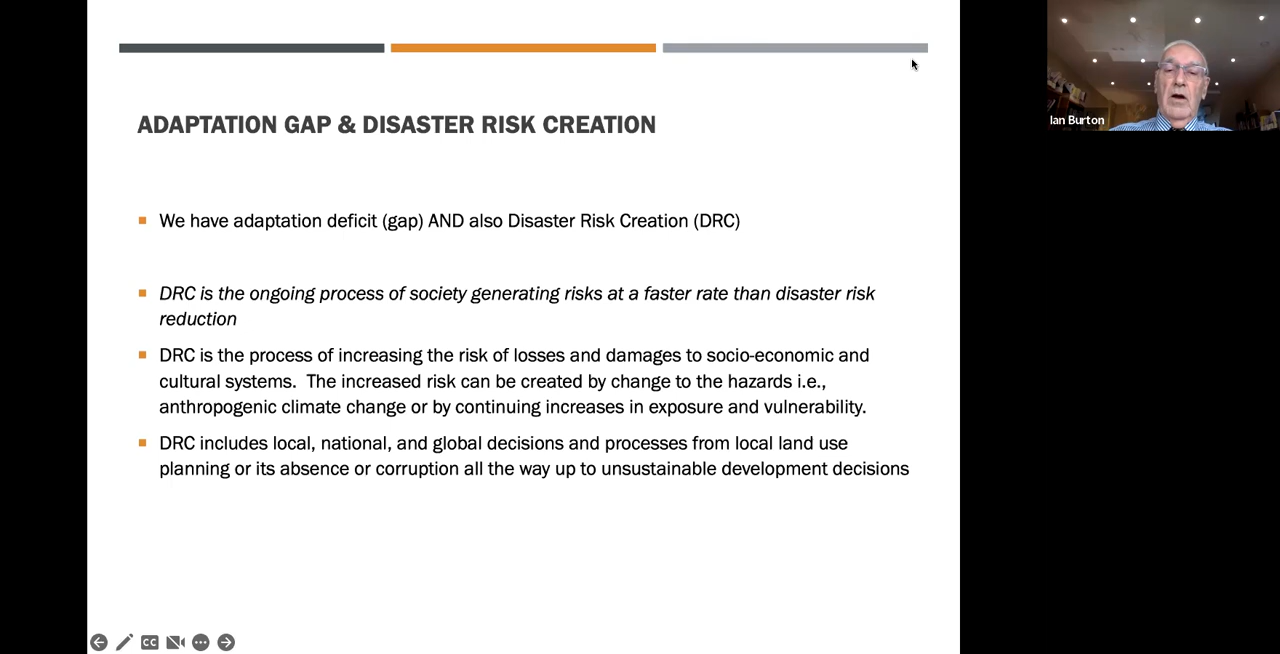 ADAPTATION GAP & DISASTER RISK CREATION
We have adaptation deficit (gap) AND also Disaster Risk Creation (DRC)
DRC is the ongoing process of society generating risks at a faster rate than disaster risk
reduction
DRC is the process of increasing the risk of losses and damages to socio-economic and
cultural systems.  The increased risk can be created by change to the hazards i.e.,
anthropogenic climate change or by continuing increases in exposure and vulnerability.
DRC includes local, national, and global decisions and processes from local land use
planning or its absence or corruption all the way up to unsustainable development decisions
CC
Ian Burton